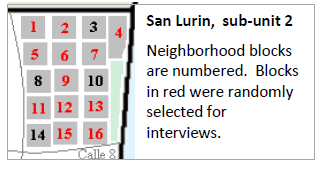 1 2 3 4
5 6 7
8 9 10
11 12 13
14 15 16
Calle 8
San Lurin, sub-unit 2
Neighborhood blocks
are numbered. Blocks
in red were randomly
selected for
interviews.